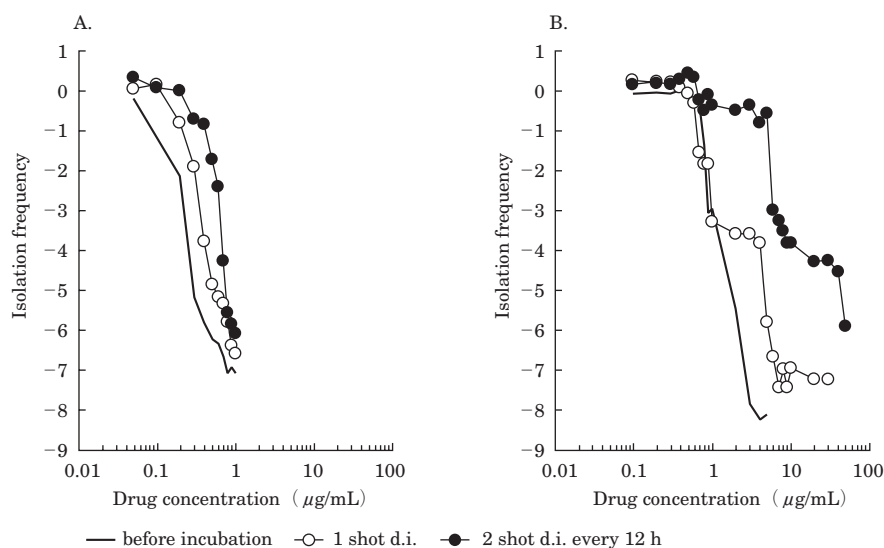 A.
1
0
−1
−2
−3
−4
−5
−6
−7
−8
−9
Isolation frequency
0.01 0.1 1 10 100
Drug concentration ( μg/mL)
B.
1
0
−1
−2
−3
−4
−5
−6
−7
−8
−9
Isolation frequency
0.01 0.1 1 10 100
Drug concentration ( μg/mL)
before incubation 1 shot d.i. 2 shot d.i. every 12 h